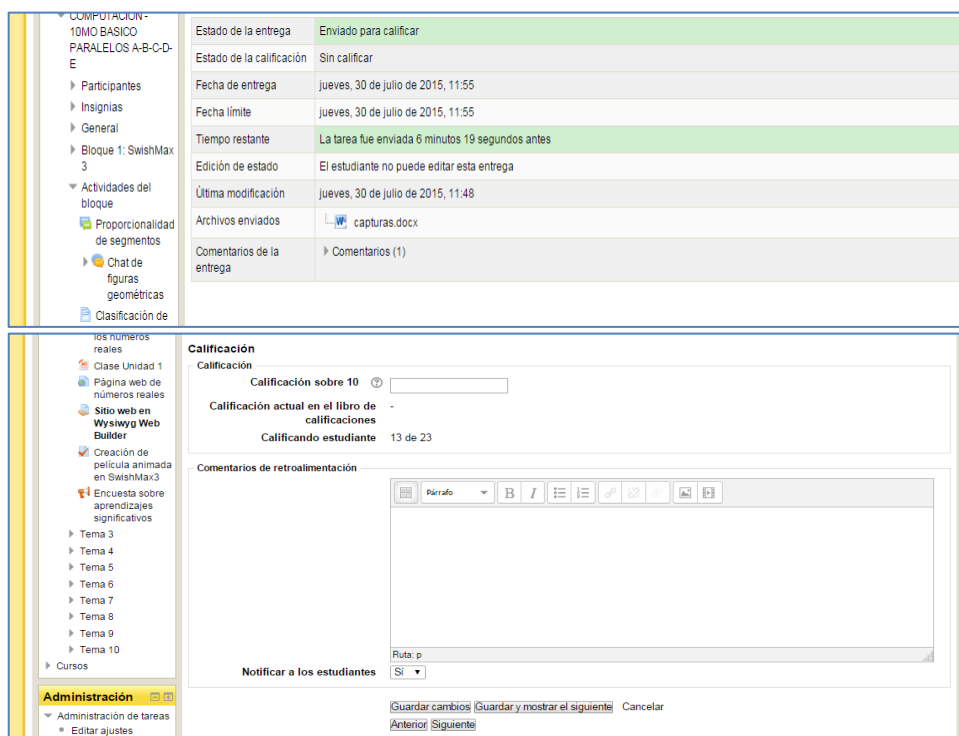 COMPUTACIÓN -
10MO BASICO
PARALELOS A-B-C-D-
E
Participantes
Insignias
General
Bloque 1: SwishMax
3
Actividades del
bloque
Proporcionalidad
de segmentos
Chat de
figuras
geométricas
Clasificación de
Estado de la entrega Enviado para calificar
Estado de la calificación Sin calificar
Fecha de entrega jueves, 30 de julio de 2015, 11:55
Fecha límite jueves, 30 de julio de 2015, 11:55
Tiempo restante La tarea fue enviada 6 minutos 19 segundos antes
Edición de estado El estudiante no puede editar esta entrega
Última modificación jueves, 30 de julio de 2015, 11:48
Archivos enviados capturas.docx
Comentarios de la
entrega
Comentarios (1)
los números
reales
Clase Unidad 1
Página web de
números reales
Sitio web en
Wysiwyg Web
Builder
Creación de
película animada
en SwishMax3
Encuesta sobre
aprendizajes
significativos
Tema 3
Tema 4
Tema 5
Tema 6
Tema 7
Tema 8
Tema 9
Tema 10
Cursos
Administración
Administración de tareas
Editar ajustes
Calificación
Calificación
Calificación sobre 10
Calificación actual en el libro de
calificaciones
-
Calificando estudiante 13 de 23
Comentarios de retroalimentación
Párrafo B I
Ruta: p
Notificar a los estudiantes Sí
Guardar cambios Guardar y mostrar el siguiente Cancelar
Anterior Siguiente